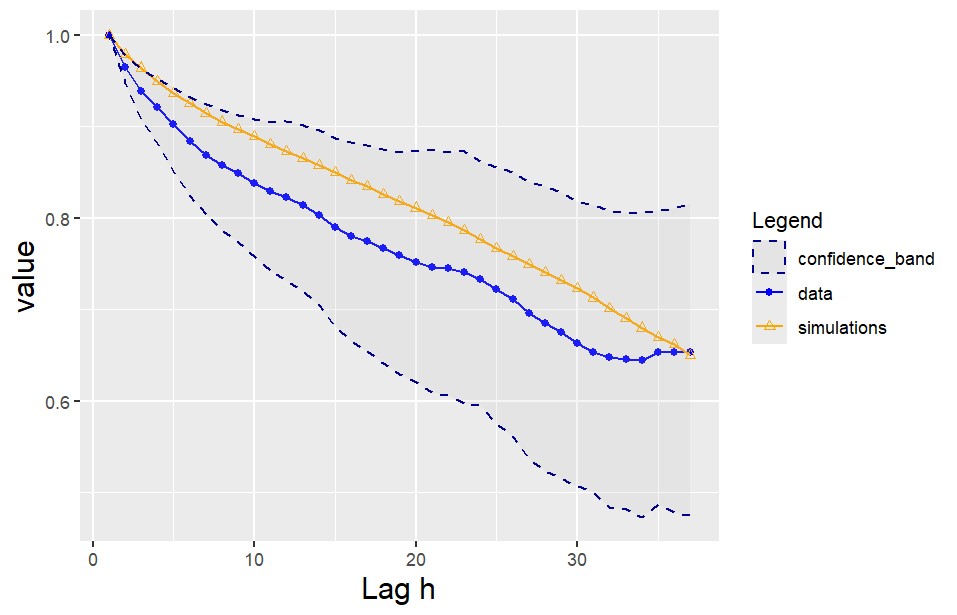 1.0
0.8
0.6
value
0
10
20
30
Lag h
Legend
confidence_band
data
simulations